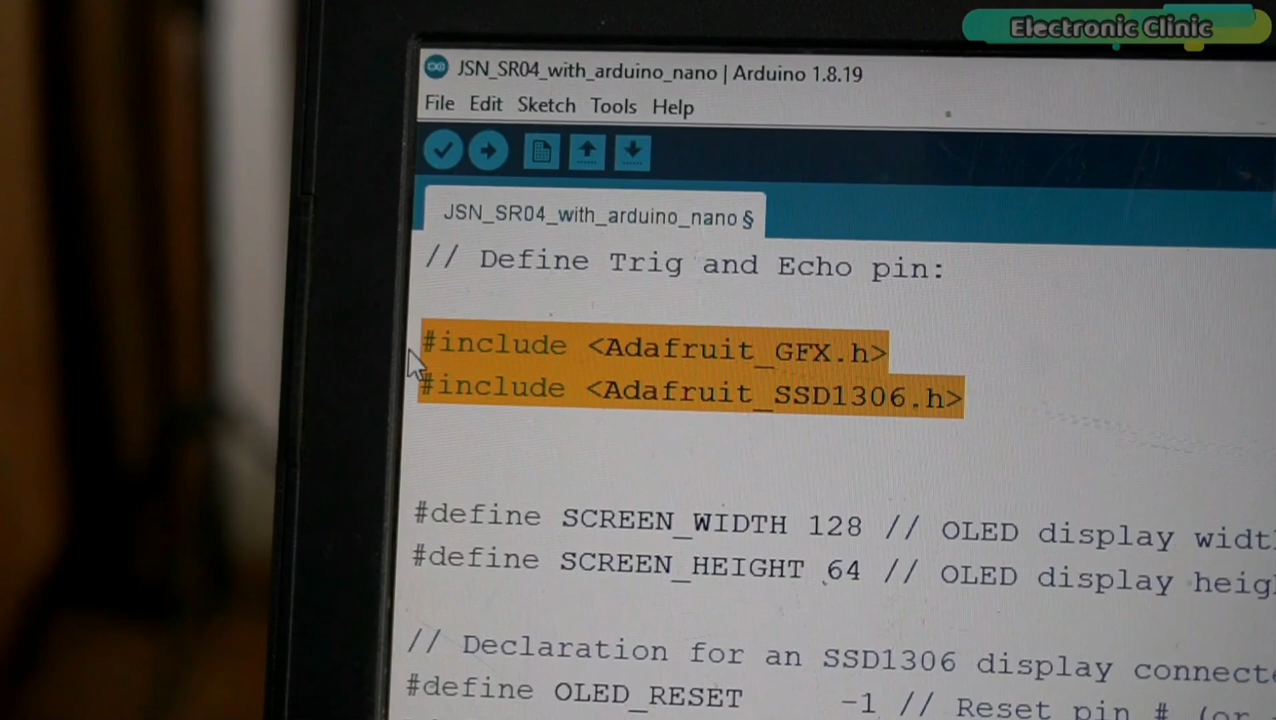 Electronic Clinic
JSN_SR04_with_arduino_nano | Arduino 1.8.19
File Edit Sketch Tools Help
JSN_SR04_with_arduino_nano §
// Define Trig and Echo pin:
#include <Adafruit_GFX.h>
#include <Adafruit_SSD1306.h>
#define SCREEN_WIDTH 128 // OLED display widt
#define SCREEN_HEIGHT 64 // OLED display heig
// Declaration for an SSD1306 display connecte
#define OLED_RESET -1 // Reset pin # (or